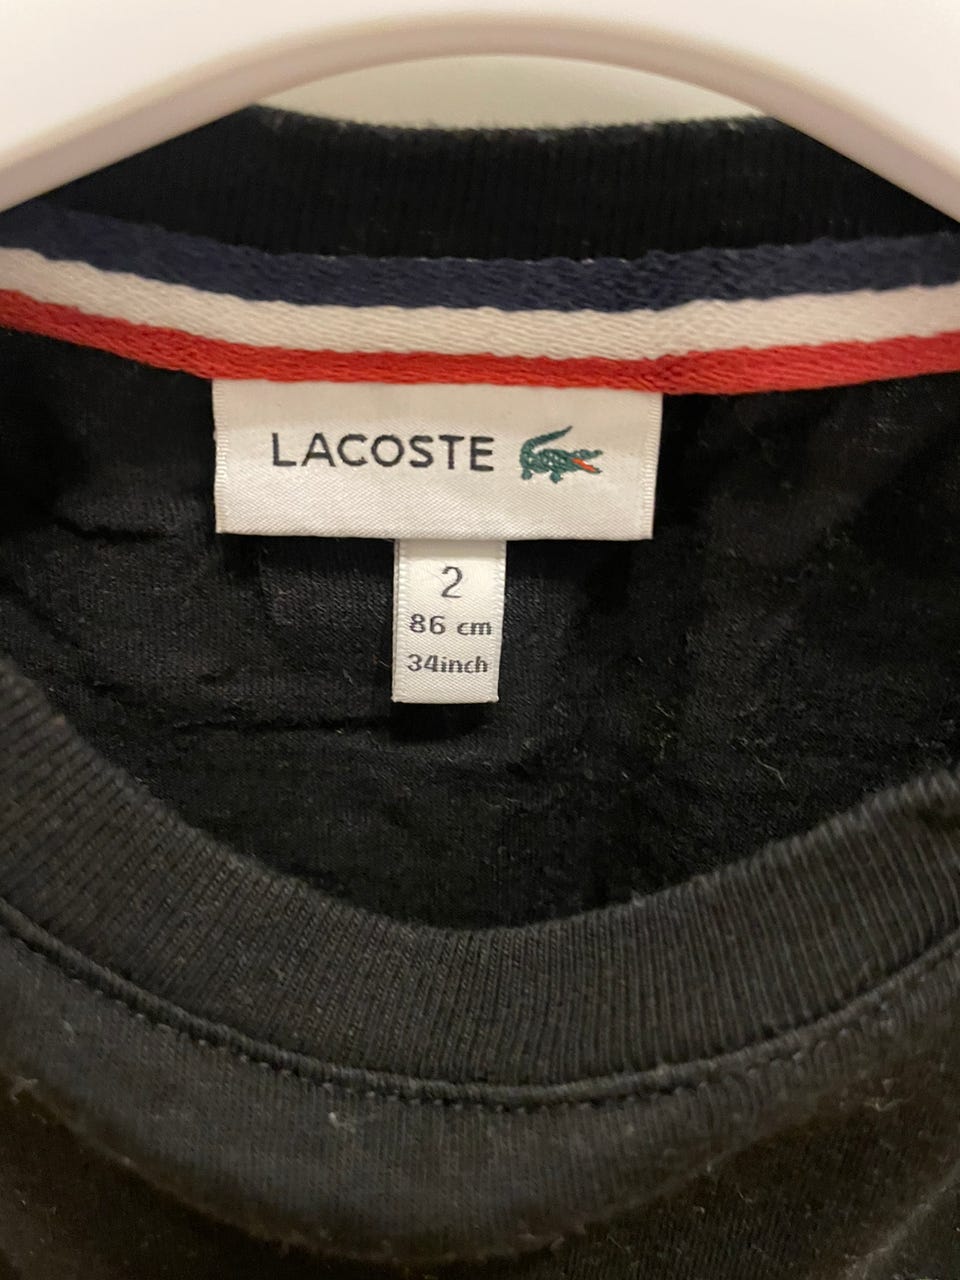 LACOSTE
2
86 cm
34inch